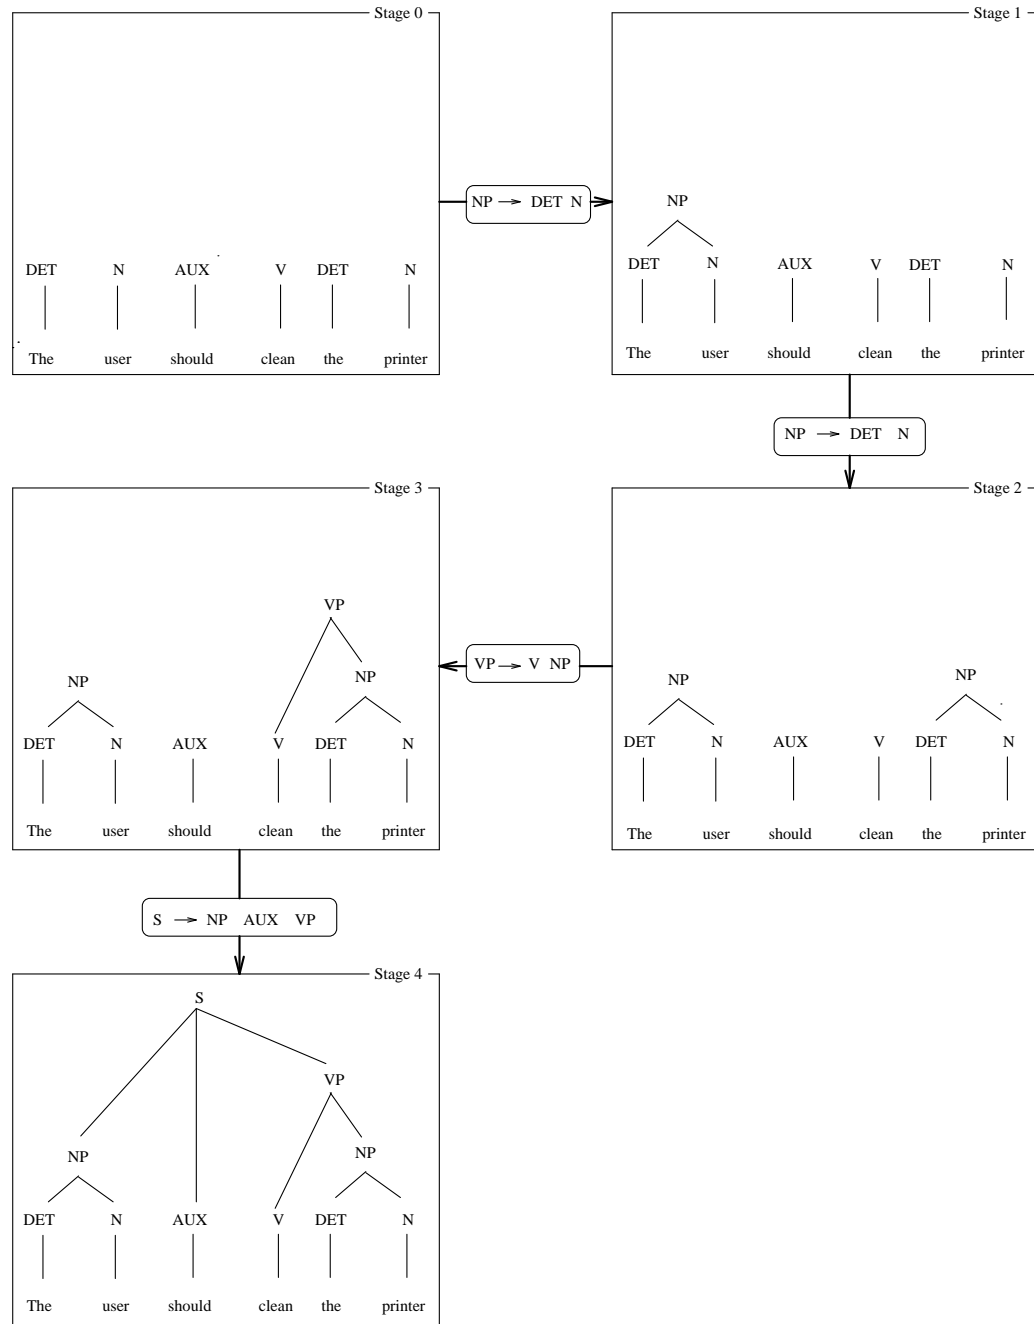 Stage 0
DET N AUX V DET N
The user should clean the printer
NP → DET N
Stage 1
NP
DET N AUX V DET N
The user should clean the printer
NP → DET N
Stage 2
NP NP
DET N AUX V DET N
The user should clean the printer
VP → V NP
Stage 3
VP
NP NP
DET N AUX V DET N
The user should clean the printer
S → NP AUX VP
Stage 4
S
VP
NP NP
DET N AUX V DET N
The user should clean the printer